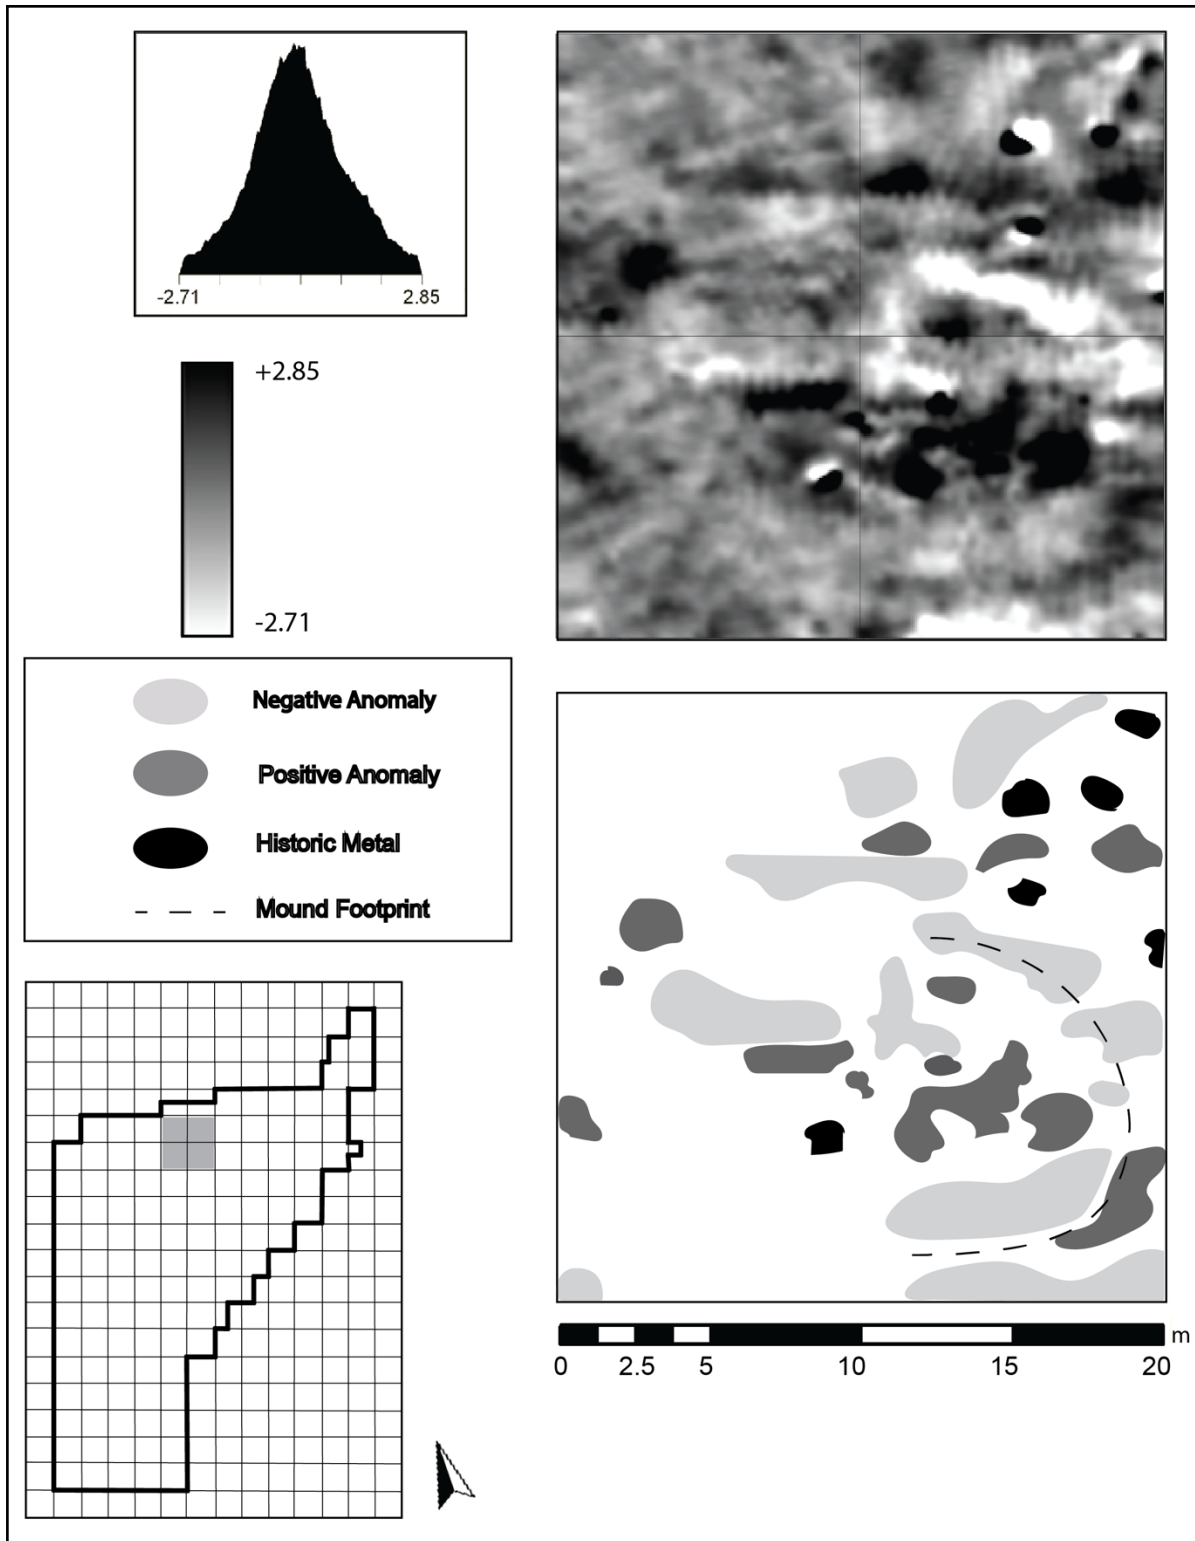 -2.71 2.85
+2.85
-2.71
Negative Anomaly
Positive Anomaly
Historic Metal
Mound Footprint
m
0 2.5 5 10 15 20